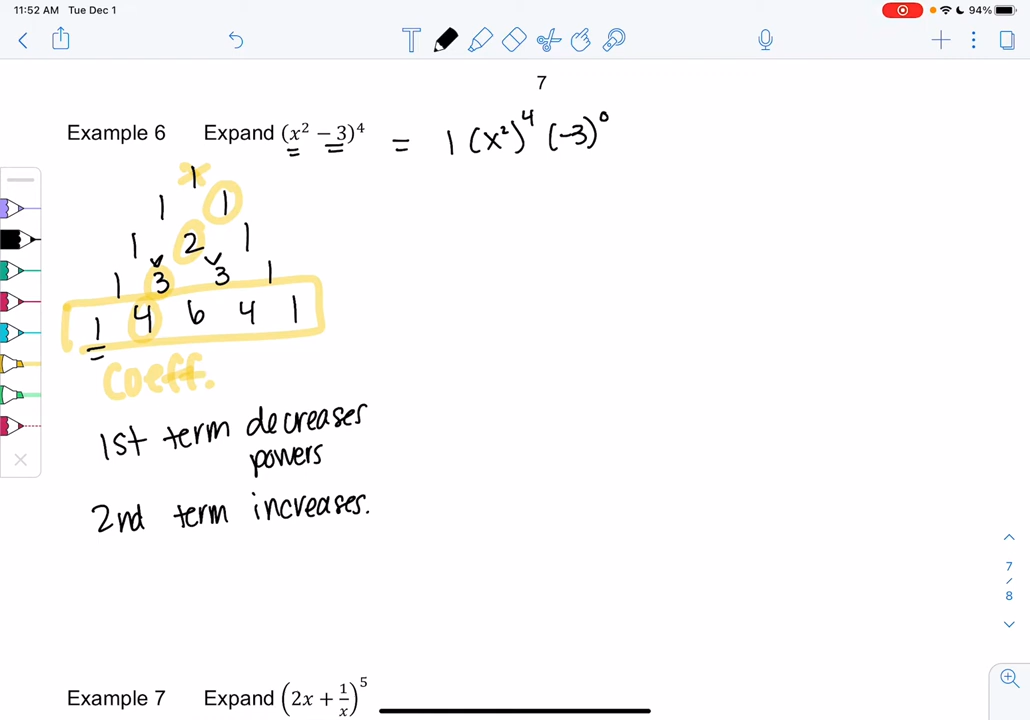 11:52 AM Tue Dec 1
94%
T
7
Example 6 Expand (x² − 3)⁴ = 1 (x²)⁴ (-3)⁰
1
1 1
1 2 1
1 3 3 1
1 4 6 4 1
coeff.
1st term decreases
powers
2nd term increases.
7
/
8
Example 7 Expand (2x + 1/x)⁵